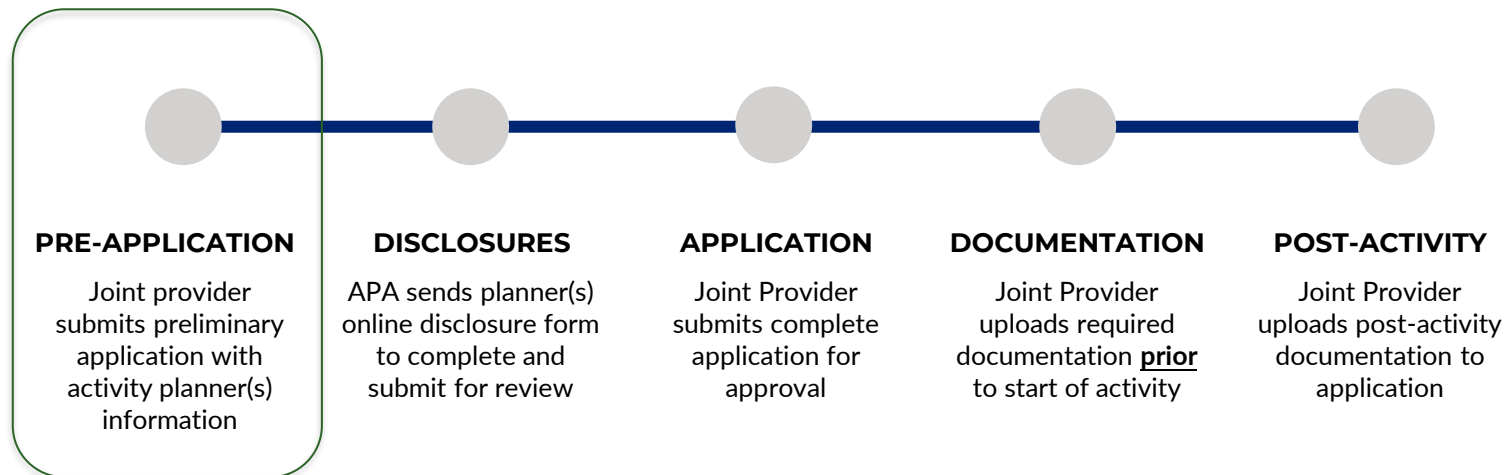 PRE-APPLICATION
Joint provider
submits preliminary
application with
activity planner(s)
information
DISCLOSURES
APA sends planner(s)
online disclosure form
to complete and
submit for review
APPLICATION
Joint Provider
submits complete
application for
approval
DOCUMENTATION
Joint Provider
uploads required
documentation prior
to start of activity
POST-ACTIVITY
Joint Provider
uploads post-activity
documentation to
application